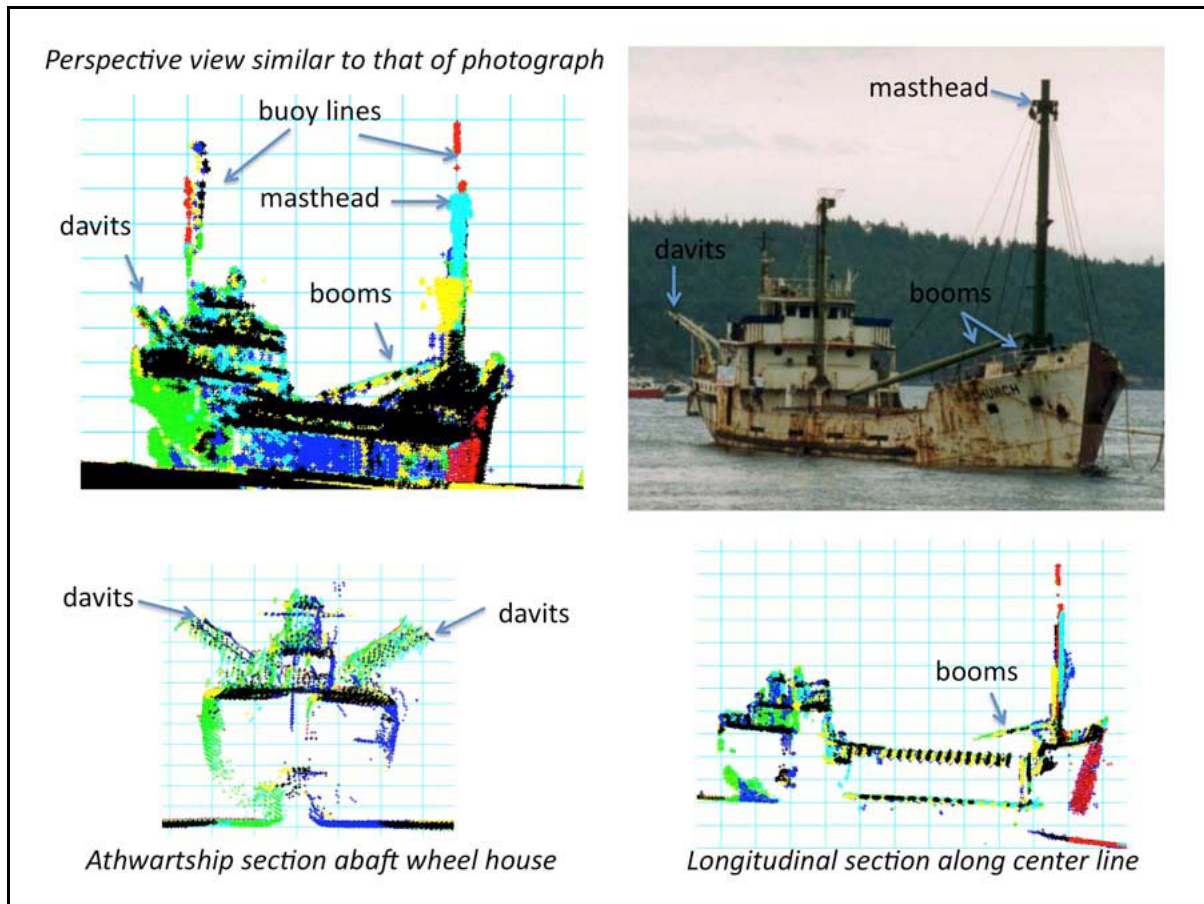 Perspective view similar to that of photograph
buoy lines
masthead
davits
booms
masthead
davits
booms
CHURCH
davits
davits
Athwartship section abaft wheel house
booms
Longitudinal section along center line